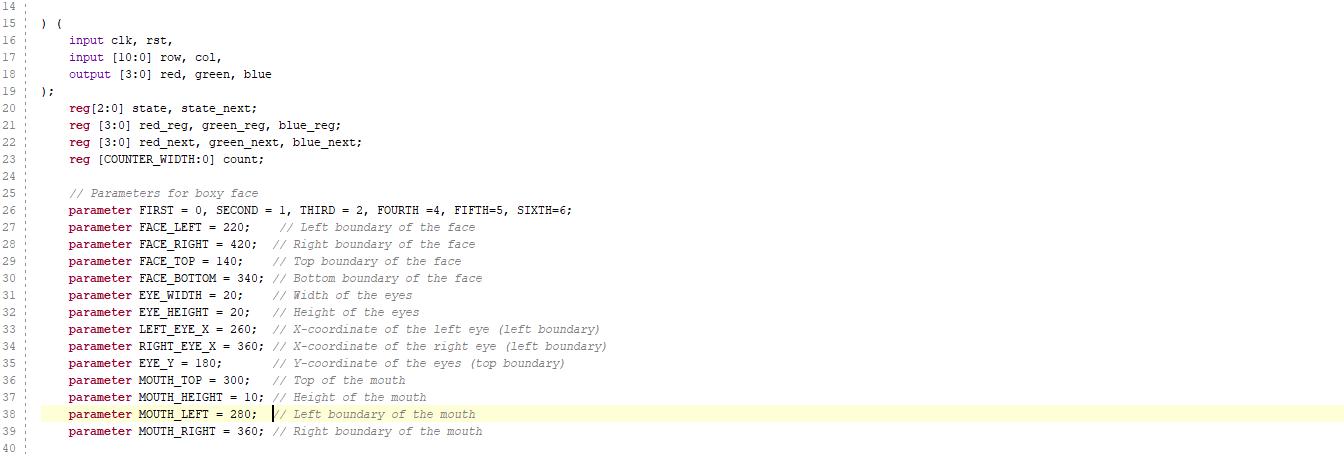 14
15 ) (
16 input clk, rst,
17 input [10:0] row, col,
18 output [3:0] red, green, blue
19 );
20 reg[2:0] state, state_next;
21 reg [3:0] red_reg, green_reg, blue_reg;
22 reg [3:0] red_next, green_next, blue_next;
23 reg [COUNTER_WIDTH:0] count;
24
25 // Parameters for boxy face
26 parameter FIRST = 0, SECOND = 1, THIRD = 2, FOURTH =4, FIFTH=5, SIXTH=6;
27 parameter FACE_LEFT = 220; // Left boundary of the face
28 parameter FACE_RIGHT = 420; // Right boundary of the face
29 parameter FACE_TOP = 140; // Top boundary of the face
30 parameter FACE_BOTTOM = 340; // Bottom boundary of the face
31 parameter EYE_WIDTH = 20; // Width of the eyes
32 parameter EYE_HEIGHT = 20; // Height of the eyes
33 parameter LEFT_EYE_X = 260; // X-coordinate of the left eye (left boundary)
34 parameter RIGHT_EYE_X = 360; // X-coordinate of the right eye (left boundary)
35 parameter EYE_Y = 180; // Y-coordinate of the eyes (top boundary)
36 parameter MOUTH_TOP = 300; // Top of the mouth
37 parameter MOUTH_HEIGHT = 10; // Height of the mouth
38 parameter MOUTH_LEFT = 280; // Left boundary of the mouth
39 parameter MOUTH_RIGHT = 360; // Right boundary of the mouth
40